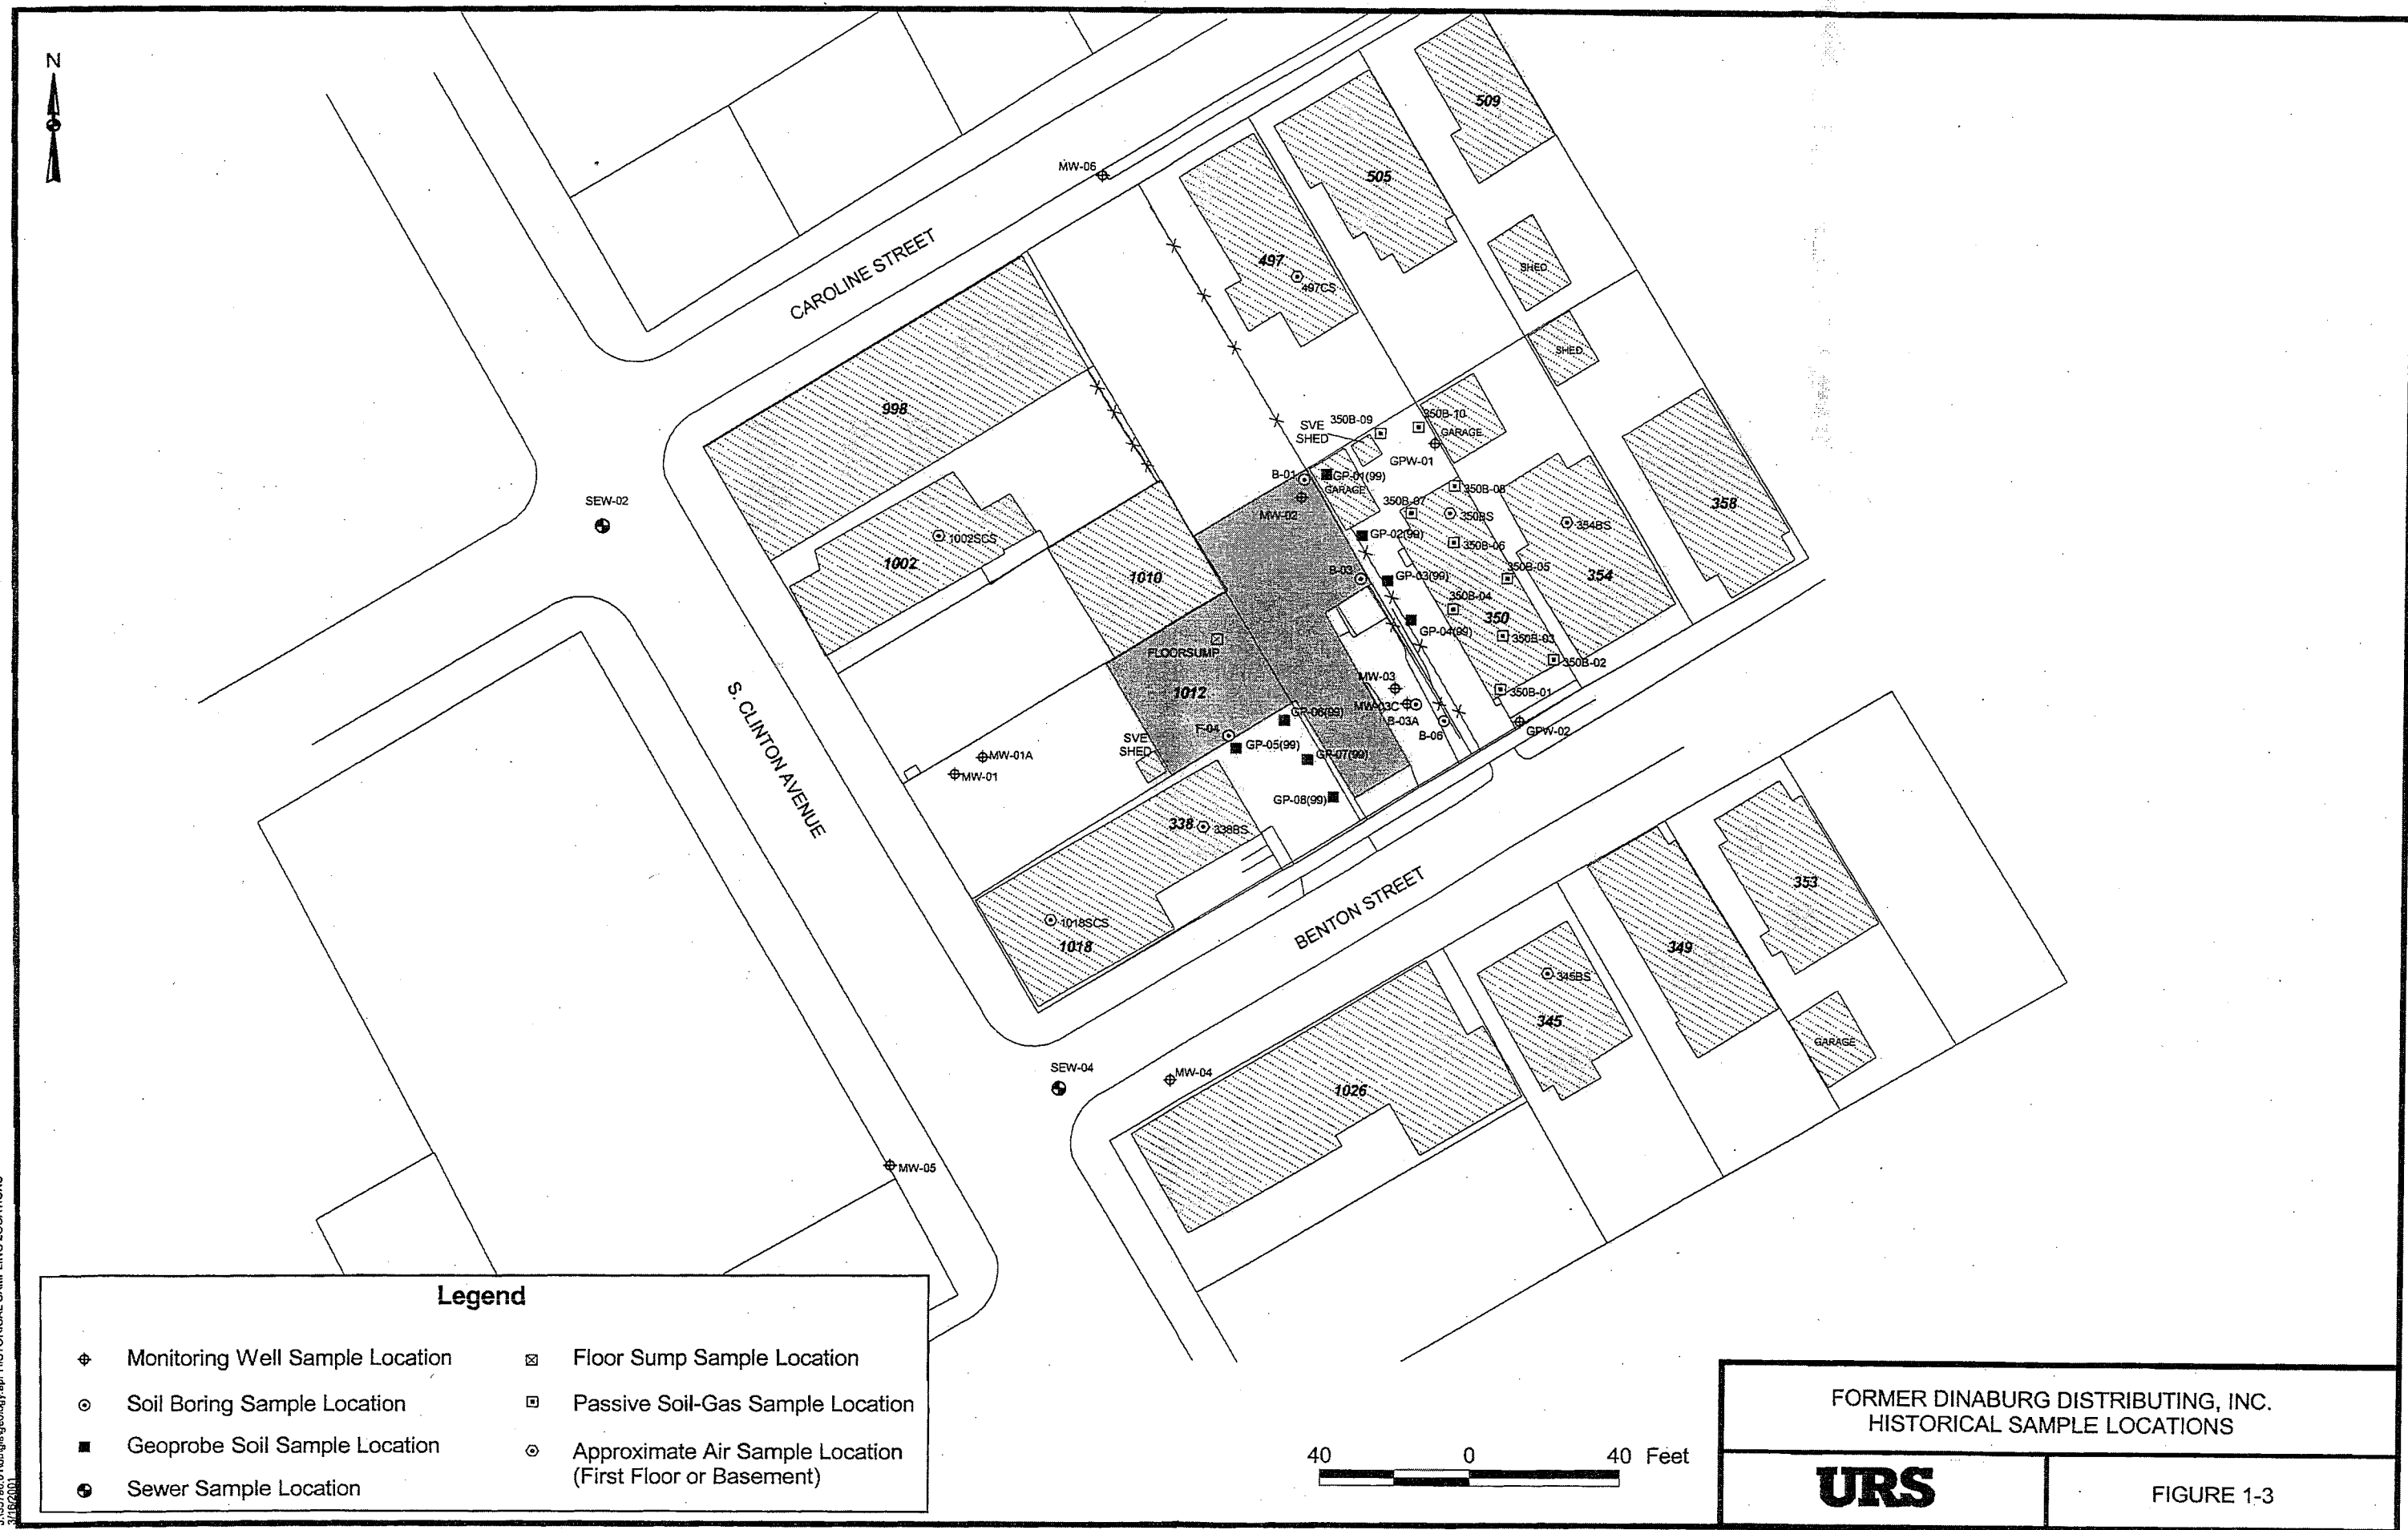 N
509
505
MW-06
CAROLINE STREET
497
497CS
SHED
SHED
998
350B-09
350B-10
SVE
SHED
GARAGE
GPW-01
B-01
GP-01(99)
GARAGE
350B-08
358
SEW-02
MW-02
350B-07
350BS
354BS
1002SCS
GP-02(99)
350B-06
1002
1010
B-03
GP-03(99)
350B-05
354
350B-04
350
FLOORSUMP
GP-04(99)
350B-03
350B-02
S. CLINTON AVENUE
1012
MW-03
350B-01
MW-03C
GP-06(99)
B-03A
F-04
B-06
GPW-02
SVE
SHED
GP-05(99)
MW-01A
GP-07(99)
MW-01
GP-08(99)
338
338BS
353
BENTON STREET
1018SCS
1018
349
345BS
345
GARAGE
SEW-04
MW-04
1026
MW-05
Legend
Monitoring Well Sample Location
Floor Sump Sample Location
Soil Boring Sample Location
Passive Soil-Gas Sample Location
Geoprobe Soil Sample Location
Approximate Air Sample Location
(First Floor or Basement)
Sewer Sample Location
40 0 40 Feet
FORMER DINABURG DISTRIBUTING, INC.
HISTORICAL SAMPLE LOCATIONS
URS
FIGURE 1-3
3/16/2001